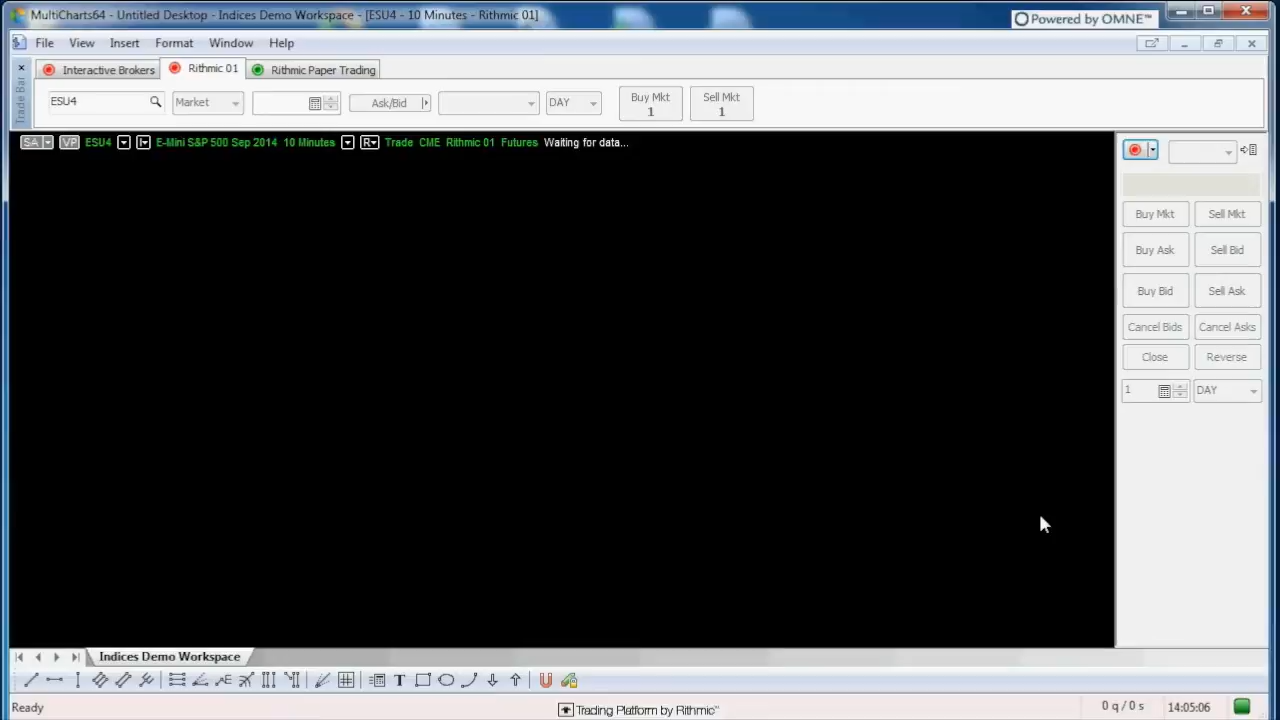 MultiCharts64 - Untitled Desktop - Indices Demo Workspace - [ESU4 - 10 Minutes - Rithmic 01]
Powered by OMNE™
File View Insert Format Window Help
Interactive Brokers Rithmic 01 Rithmic Paper Trading
Trade Bar
ESU4 Market Ask/Bid DAY Buy Mkt 1 Sell Mkt 1
SA VP ESU4 I E-Mini S&P 500 Sep 2014 10 Minutes R Trade CME Rithmic 01 Futures Waiting for data...
Buy Mkt Sell Mkt
Buy Ask Sell Bid
Buy Bid Sell Ask
Cancel Bids Cancel Asks
Close Reverse
1 DAY
Indices Demo Workspace
T
Ready Trading Platform by Rithmic™ 0 q / 0 s 14:05:06